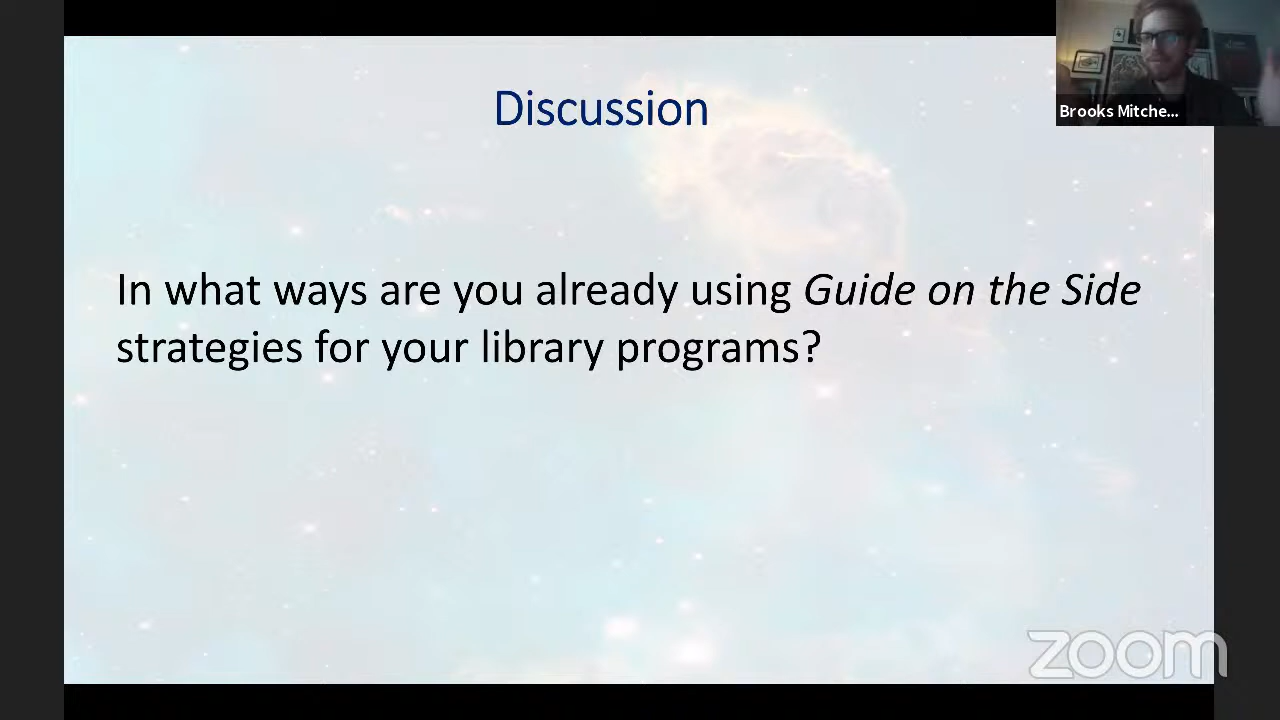 Discussion
Brooks Mitche...
In what ways are you already using Guide on the Side
strategies for your library programs?
zoom